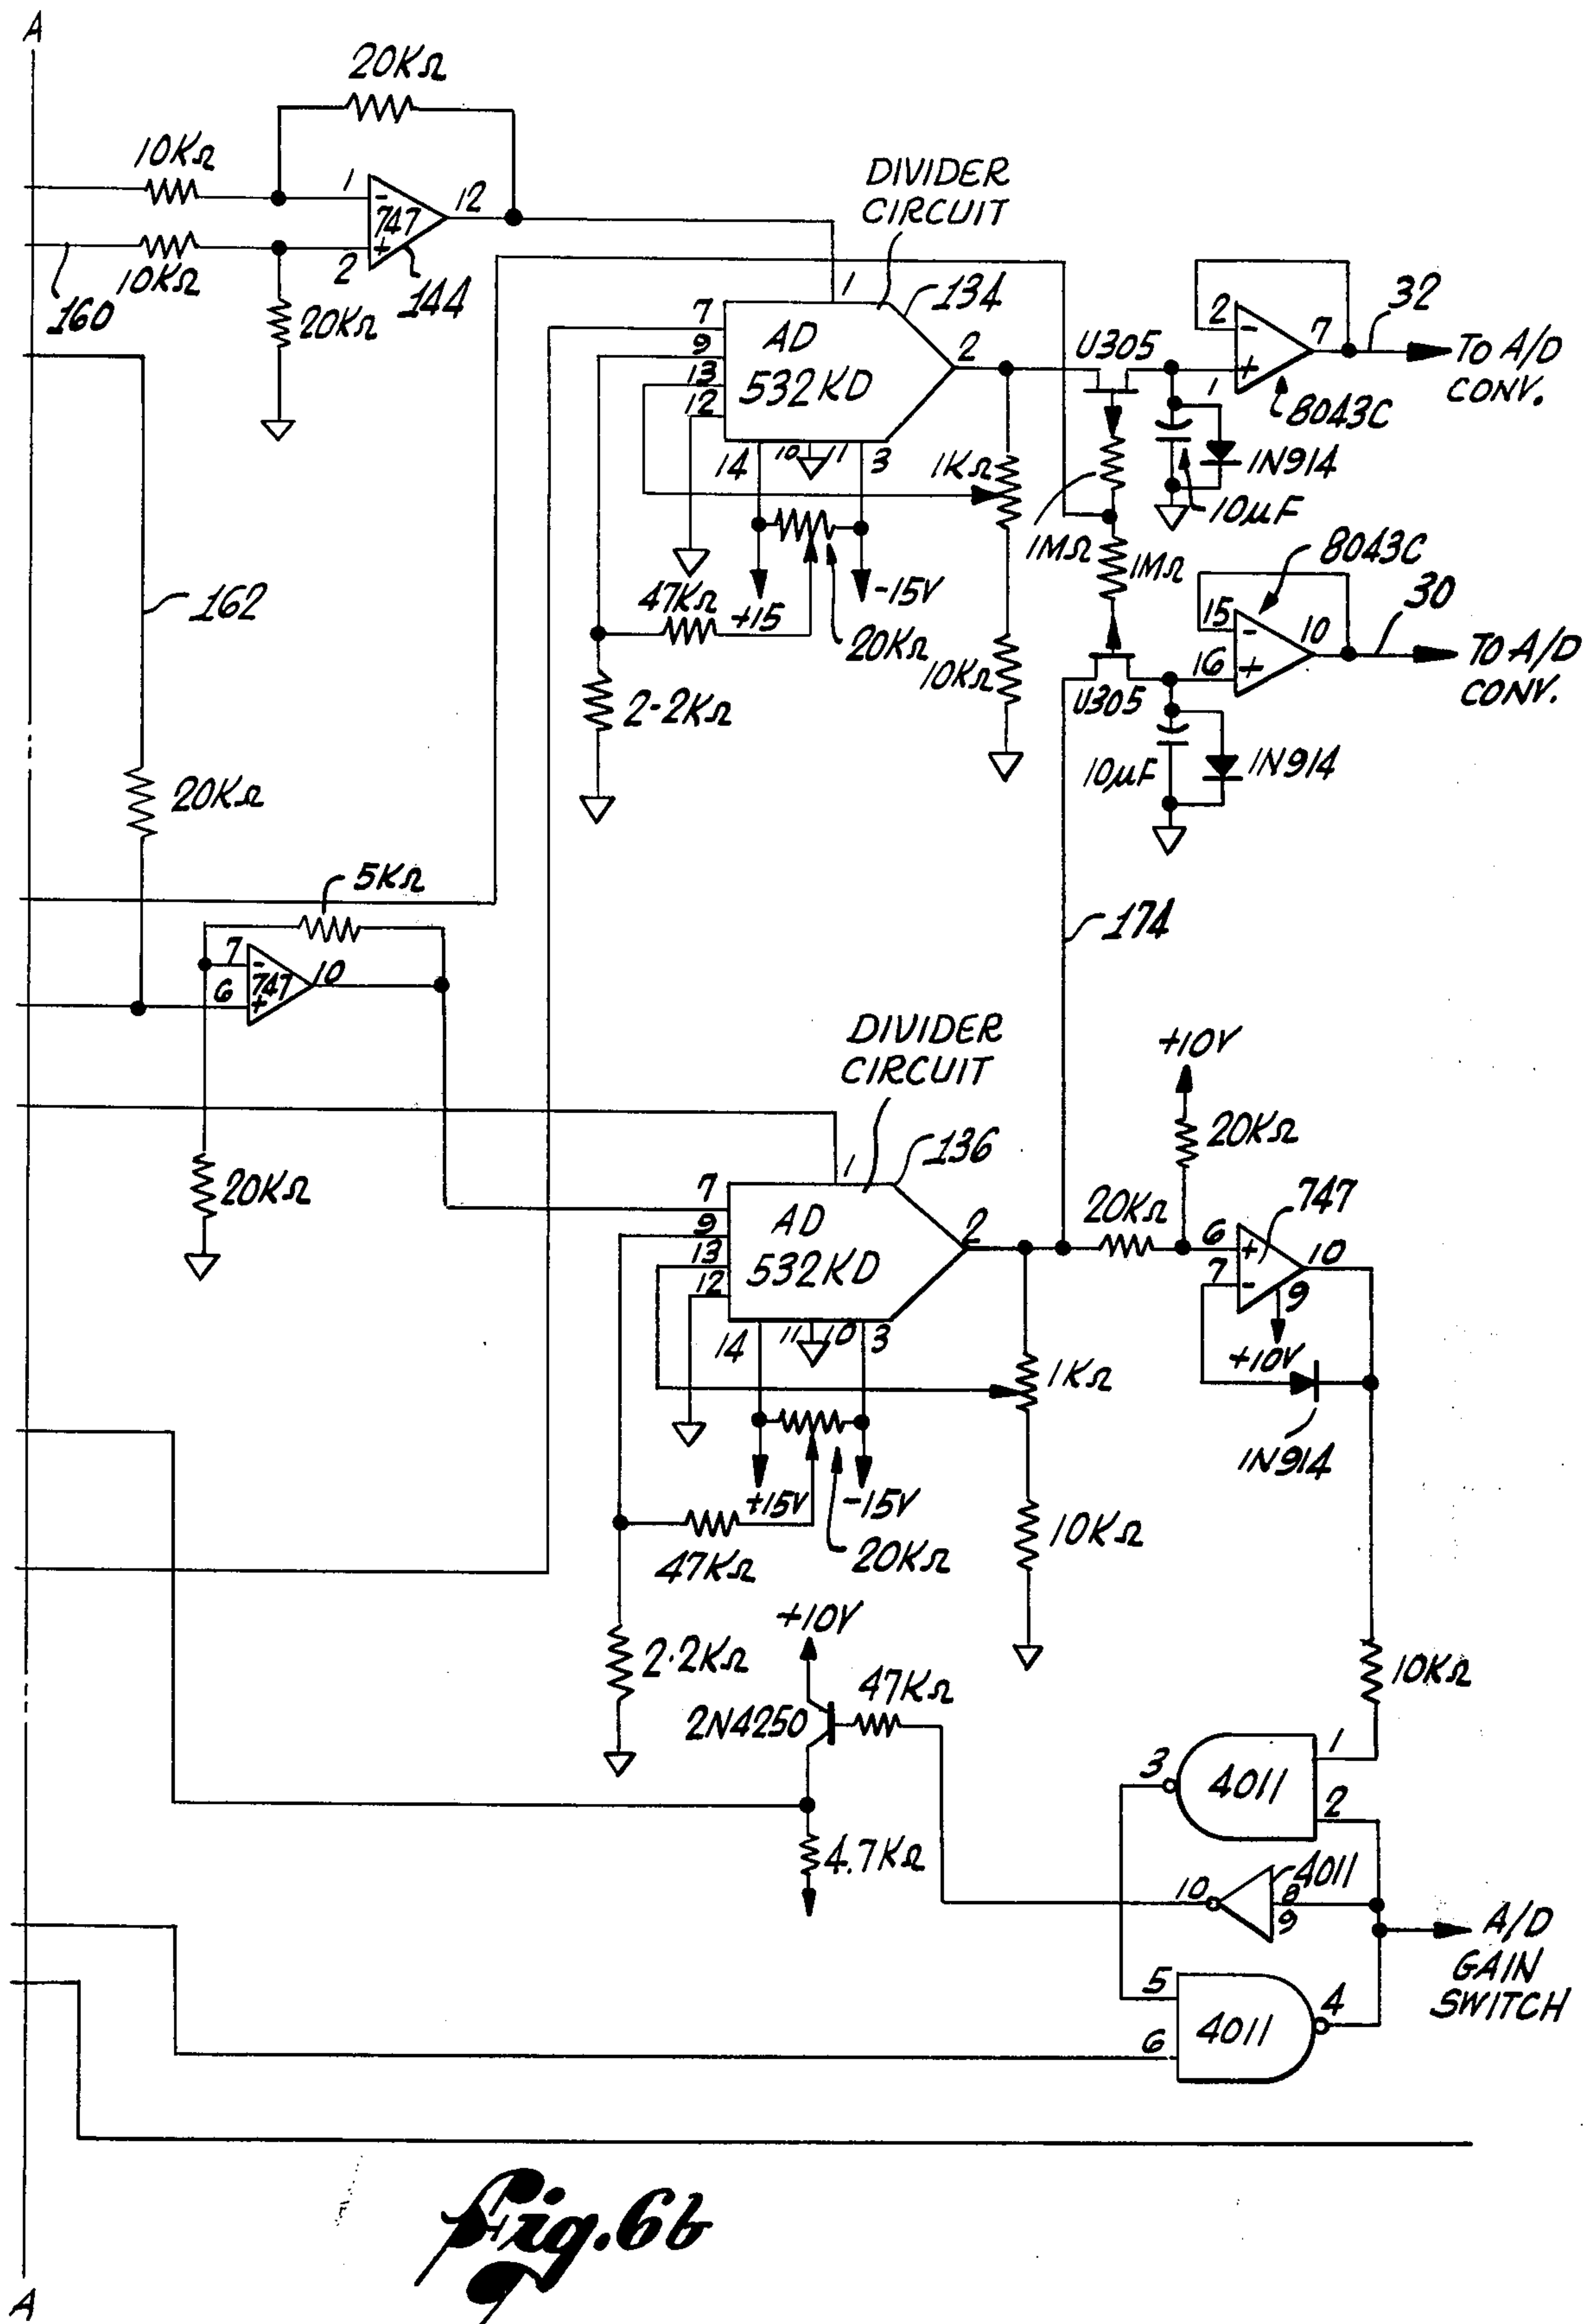 A
20KΩ
10KΩ
1
-
747
+
12
2
10KΩ
160
20KΩ
144
DIVIDER
CIRCUIT
134
1
7
9
13
12
AD
532KD
2
14
10
11
3
U305
2
-
7
+
1
32
TO A/D
CONV.
8043C
1KΩ
1N914
10µF
1MΩ
1MΩ
8043C
162
47KΩ
+15
-15V
20KΩ
10KΩ
15
-
10
16
+
30
TO A/D
CONV.
2-2KΩ
U305
10µF
1N914
20KΩ
5KΩ
174
7
-
747
10
6
+
DIVIDER
CIRCUIT
+10V
20KΩ
20KΩ
136
1
7
9
13
12
AD
532KD
2
14
11
10
3
20KΩ
747
6
+
10
7
-
9
+10V
1KΩ
1N914
+15V
-15V
47KΩ
20KΩ
10KΩ
+10V
2.2KΩ
2N4250
47KΩ
10KΩ
3
4011
1
2
4.7KΩ
10
4011
8
9
A/D
GAIN
SWITCH
5
4011
4
6
Fig.6b
A